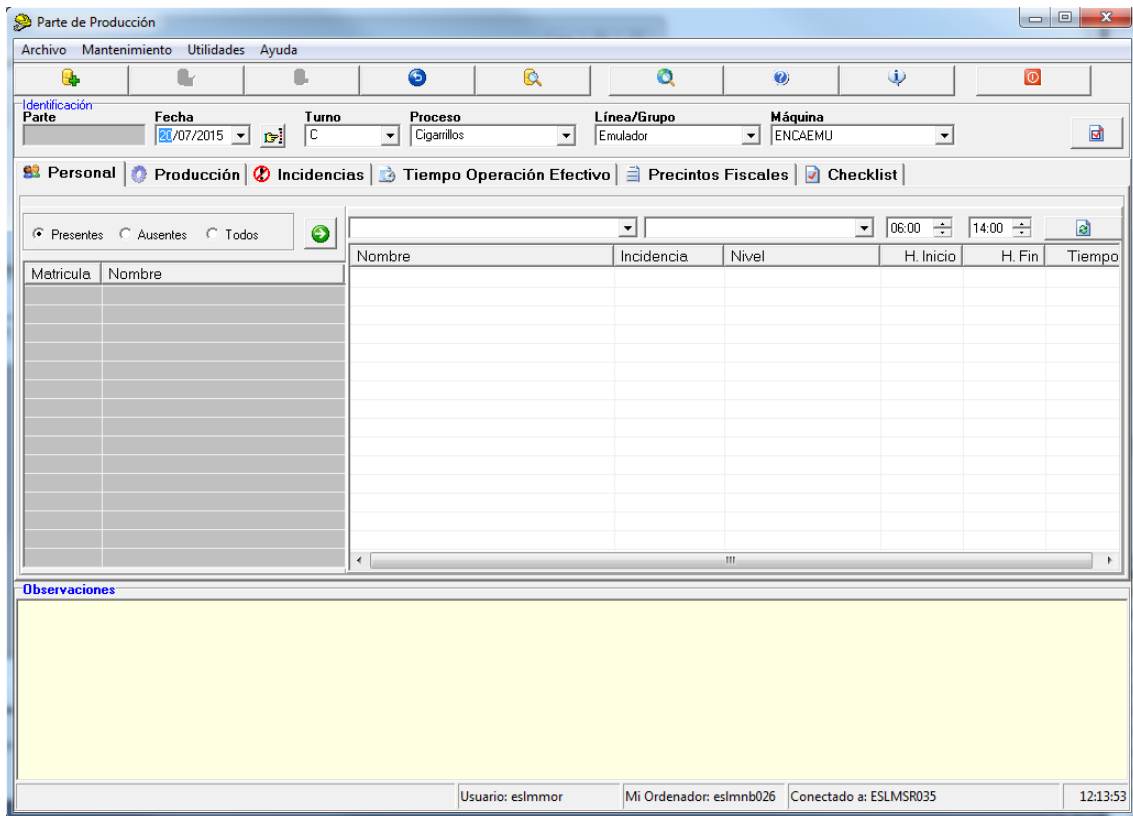 Parte de Producción
Archivo Mantenimiento Utilidades Ayuda
Identificación
Parte Fecha Turno Proceso Línea/Grupo Máquina
20/07/2015 C Cigarrillos Emulador ENCAEMU
Personal Producción Incidencias Tiempo Operación Efectivo Precintos Fiscales Checklist
Presentes Ausentes Todos 06:00 14:00
Nombre Incidencia Nivel H. Inicio H. Fin Tiempo
Matricula Nombre
Observaciones
Usuario: eslmmor Mi Ordenador: eslmnb026 Conectado a: ESLMSR035 12:13:53